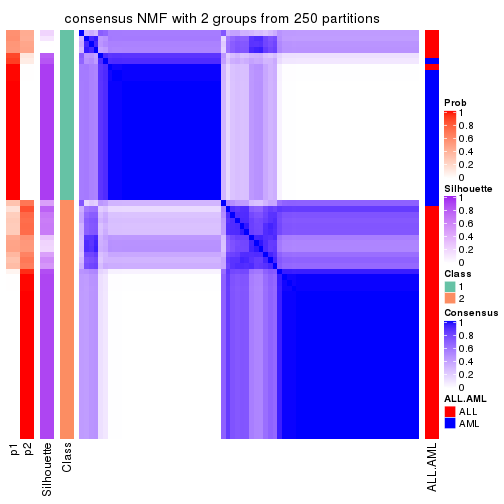 consensus NMF with 2 groups from 250 partitions
Prob
1
0.8
0.6
0.4
0.2
0
Silhouette
1
0.8
0.6
0.4
0.2
0
Class
1
2
Consensus
1
0.8
0.6
0.4
0.2
0
ALL.AML
ALL
AML
p1
p2
Silhouette
Class
ALL.AML